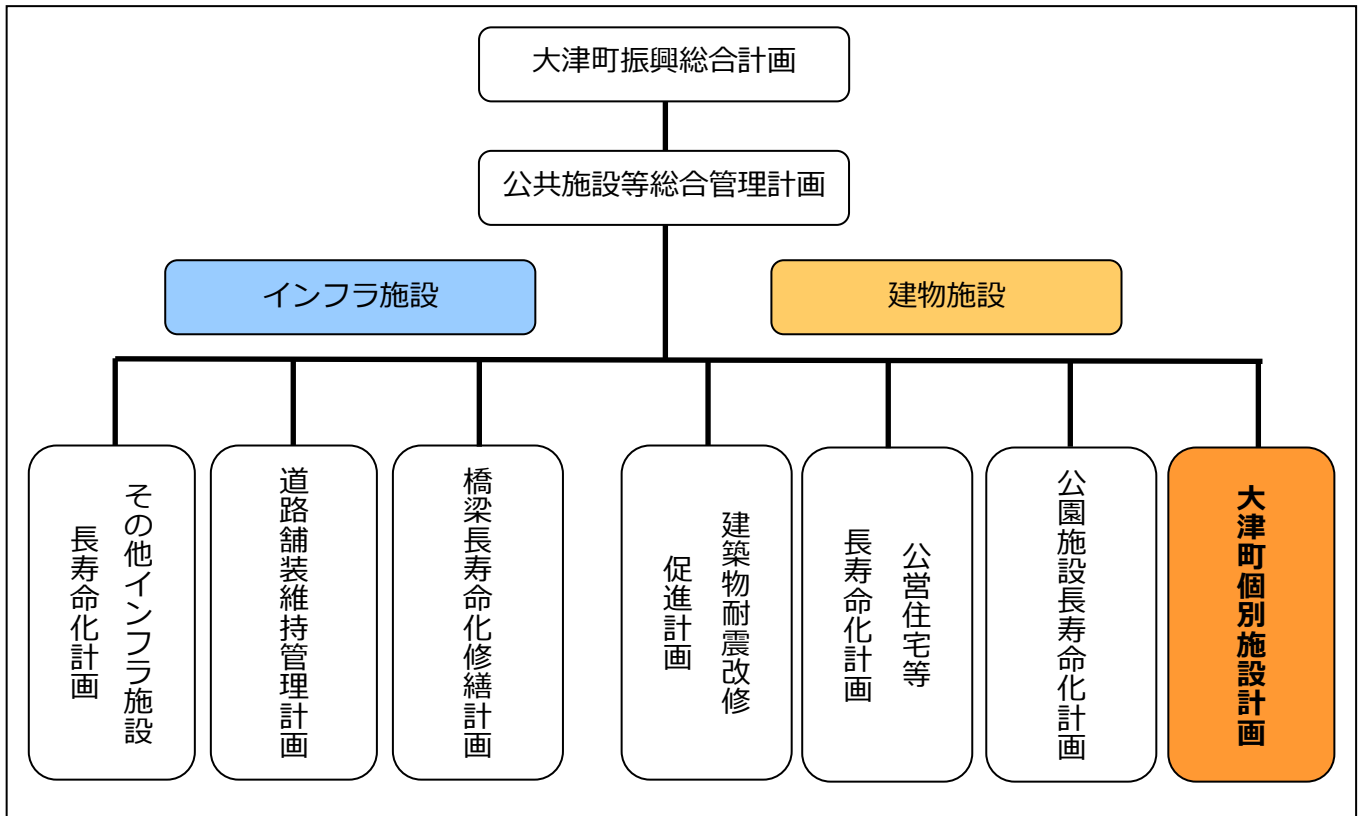 大津町振興総合計画
公共施設等総合管理計画
インフラ施設
建物施設
その他インフラ施設
長寿命化計画
道路舗装維持管理計画
橋梁長寿命化修繕計画
建築物耐震改修
促進計画
公営住宅等
長寿命化計画
公園施設長寿命化計画
大津町個別施設計画